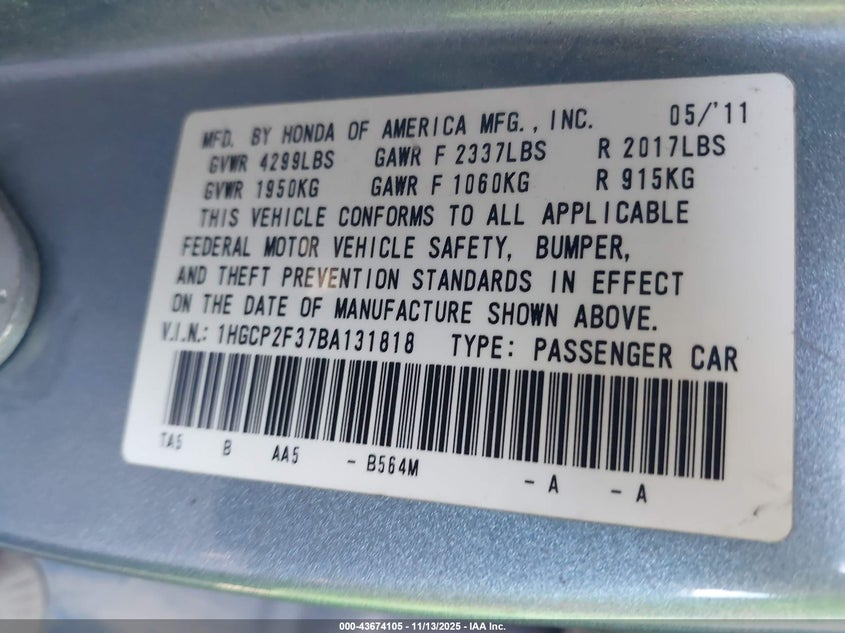 MFD. BY HONDA OF AMERICA MFG., INC. 05/'11
GVWR 4299LBS GAWR F 2337LBS R 2017LBS
GVWR 1950KG GAWR F 1060KG R 915KG
THIS VEHICLE CONFORMS TO ALL APPLICABLE
FEDERAL MOTOR VEHICLE SAFETY, BUMPER,
AND THEFT PREVENTION STANDARDS IN EFFECT
ON THE DATE OF MANUFACTURE SHOWN ABOVE.
V.I.N.: 1HGCP2F37BA131818 TYPE: PASSENGER CAR
TA5 B AA5 - B564M - A - A
000-43674105 - 11/13/2025 - IAA Inc.